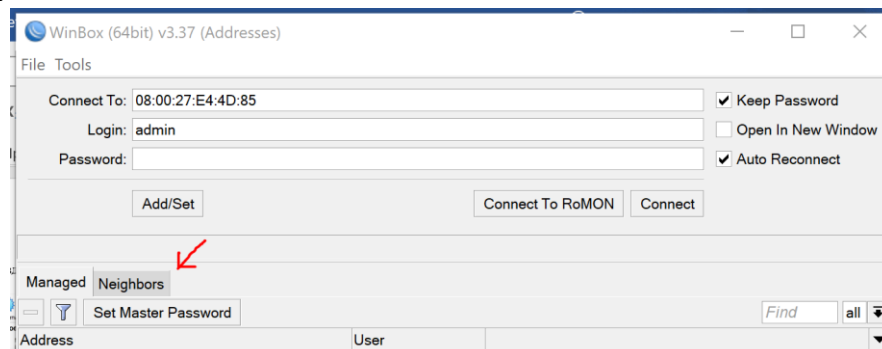 WinBox (64bit) v3.37 (Addresses)
File Tools
Connect To: 08:00:27:E4:4D:85
Keep Password
Login: admin
Open In New Window
Password:
Auto Reconnect
Add/Set Connect To RoMON Connect
Managed Neighbors
Set Master Password Find all
Address User